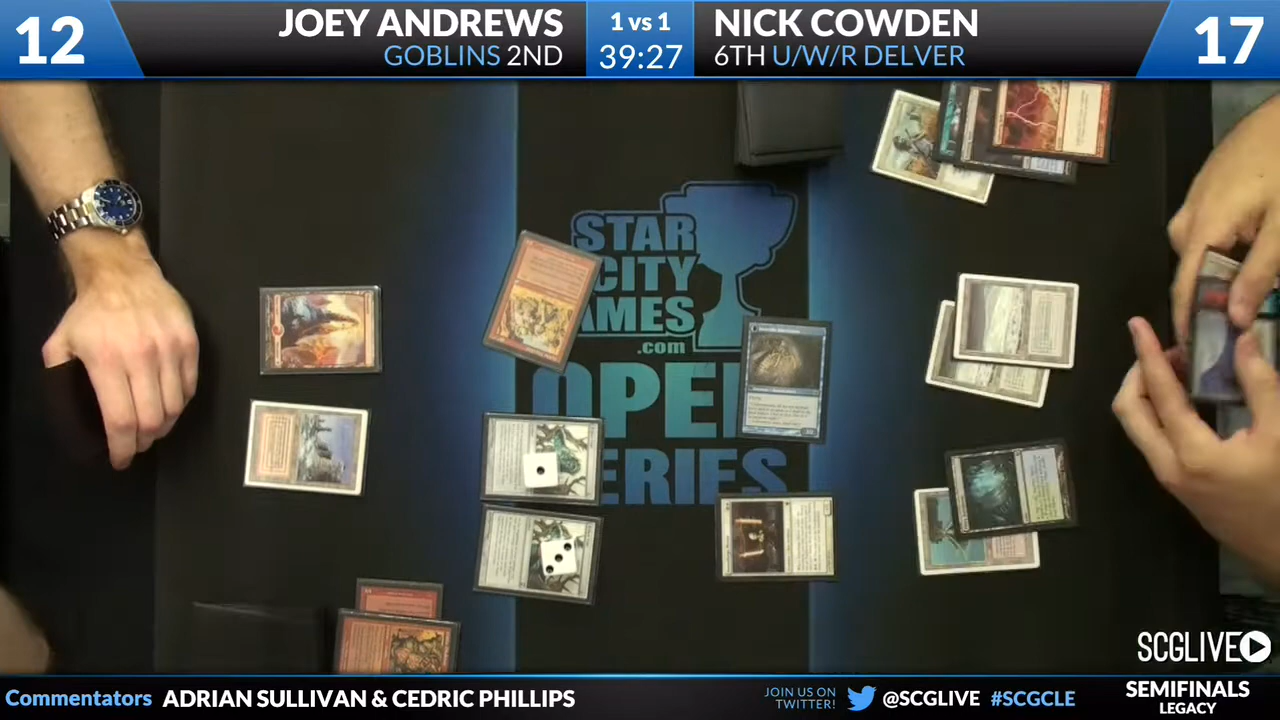 12
JOEY ANDREWS
GOBLINS 2ND
1 vs 1
39:27
NICK COWDEN
6TH U/W/R DELVER
17
STAR
CITY
GAMES
.com
OPE
ERIES
SCGLIVE
Commentators ADRIAN SULLIVAN & CEDRIC PHILLIPS
JOIN US ON
TWITTER!
@SCGLIVE #SCGCLE
SEMIFINALS
LEGACY